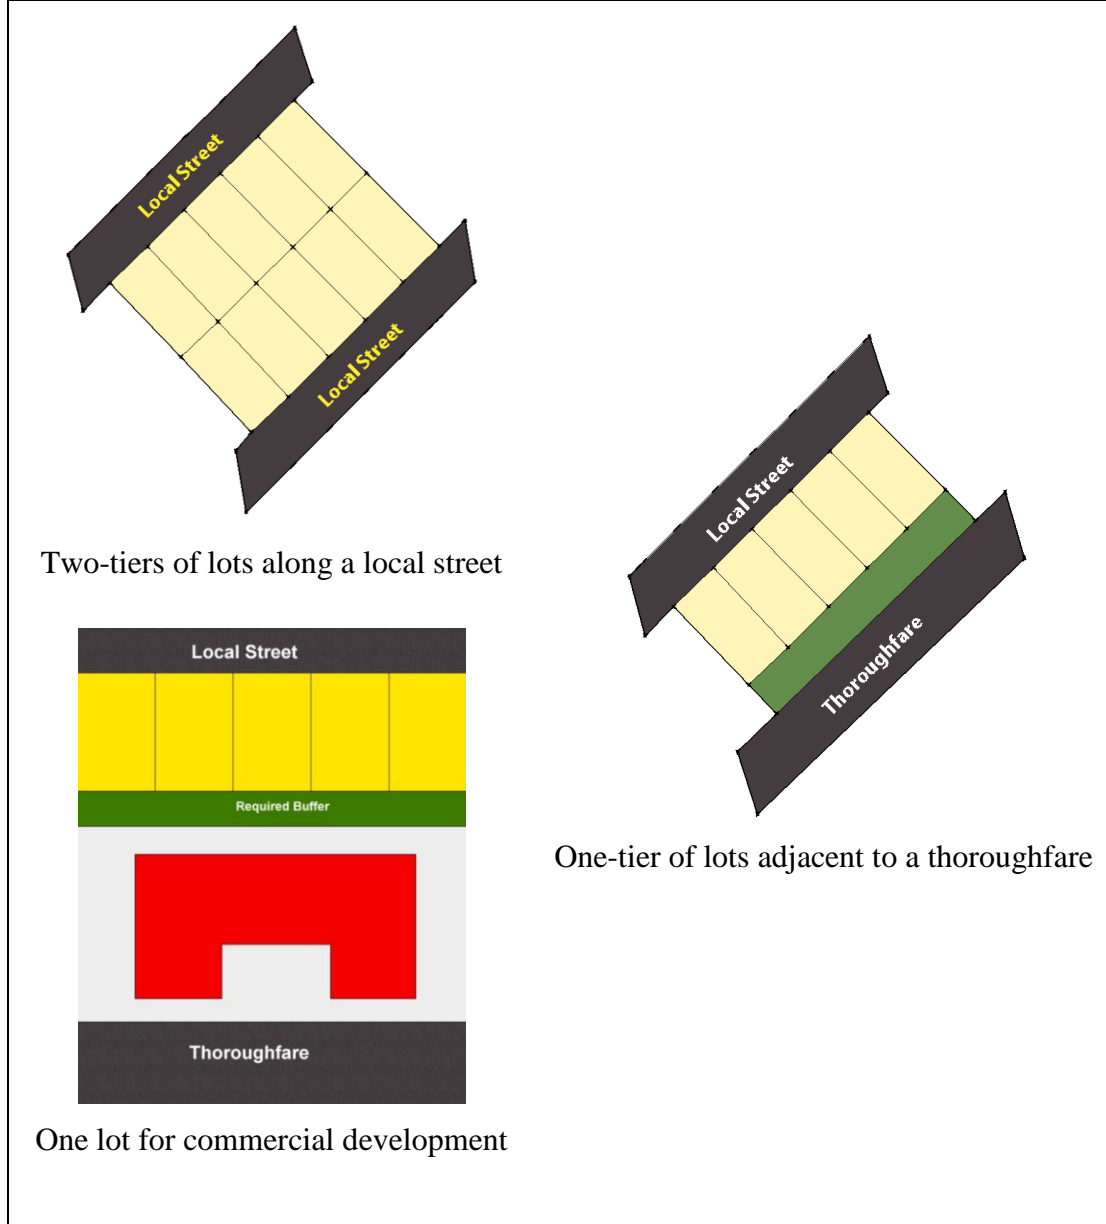 Local Street
Local Street
Two-tiers of lots along a local street
Local Street
Thoroughfare
One-tier of lots adjacent to a thoroughfare
Local Street
Required Buffer
Thoroughfare
One lot for commercial development